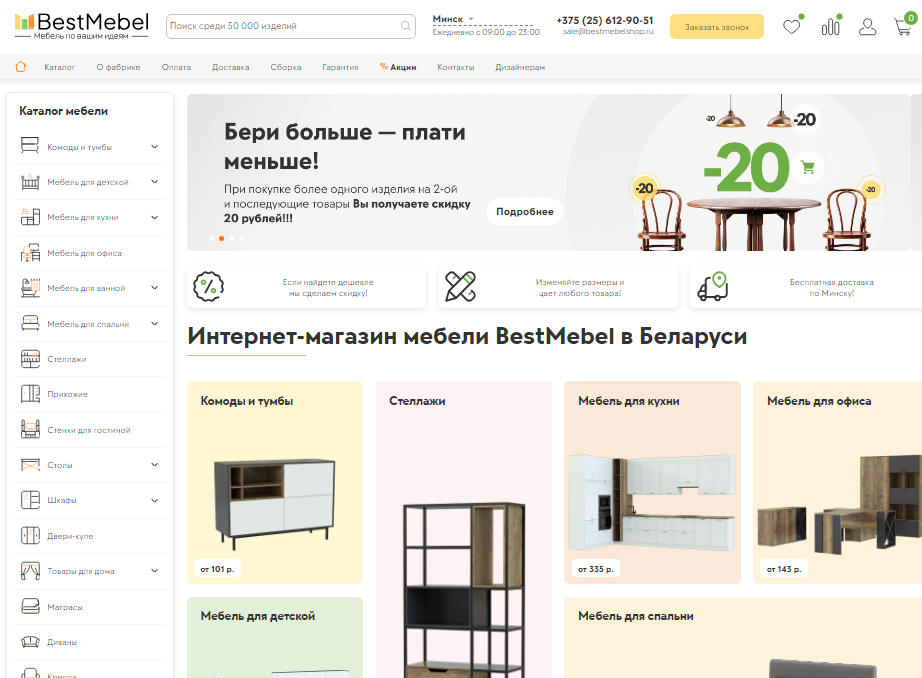 BestMebel
Мебель по вашим идеям
Поиск среди 50 000 изделий
Минск
Ежедневно с 09:00 до 23:00
+375 (25) 612-90-51
sale@bestmebelshop.ru
Заказать звонок
0
Каталог
О фабрике
Оплата
Доставка
Сборка
Гарантия
% Акции
Контакты
Дизайнерам
Каталог мебели
Комоды и тумбы
Мебель для детской
Мебель для кухни
Мебель для офиса
Мебель для ванной
Мебель для спальни
Стеллажи
Прихожие
Стенки для гостиной
Столы
Шкафы
Двери-купе
Товары для дома
Матрасы
Диваны
Кресла
Бери больше — плати
меньше!
При покупке более одного изделия на 2-ой
и последующие товары Вы получаете скидку
20 рублей!!!
Подробнее
-20
-20
-20
-20
-20
Если найдете дешевле
мы сделаем скидку!
Изменяйте размеры и
цвет любого товара!
Бесплатная доставка
по Минску!
Интернет-магазин мебели BestMebel в Беларуси
Комоды и тумбы
от 101 р.
Стеллажи
Мебель для кухни
от 335 р.
Мебель для офиса
от 143 р.
Мебель для детской
Мебель для спальни